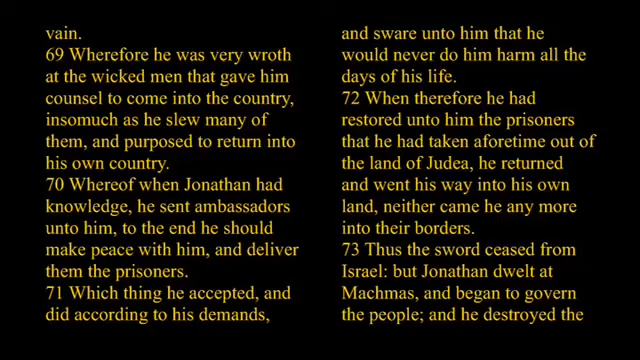 vain.
69 Wherefore he was very wroth
at the wicked men that gave him
counsel to come into the country,
insomuch as he slew many of
them, and purposed to return into
his own country.
70 Whereof when Jonathan had
knowledge, he sent ambassadors
unto him, to the end he should
make peace with him, and deliver
them the prisoners.
71 Which thing he accepted, and
did according to his demands,
and sware unto him that he
would never do him harm all the
days of his life.
72 When therefore he had
restored unto him the prisoners
that he had taken aforetime out of
the land of Judea, he returned
and went his way into his own
land, neither came he any more
into their borders.
73 Thus the sword ceased from
Israel: but Jonathan dwelt at
Machmas, and began to govern
the people; and he destroyed the